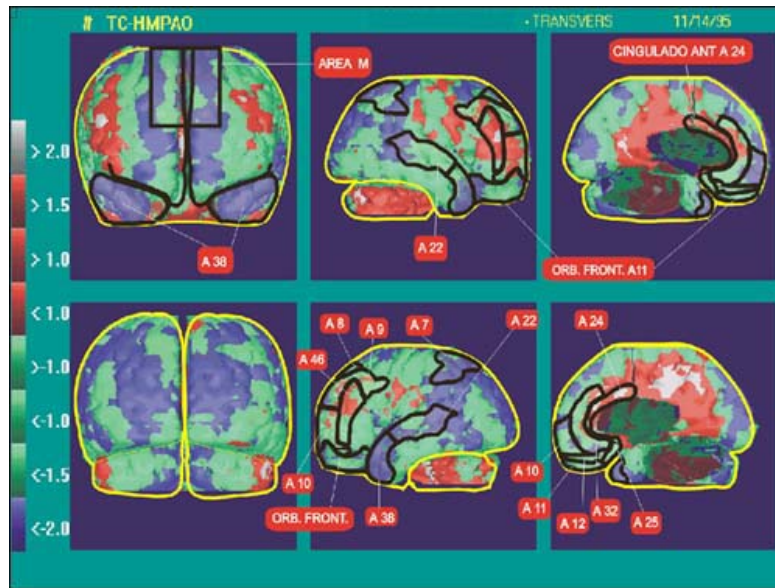 # TC-HMPAO
• TRANSVERS
11/14/95
AREA M
CINGULADO ANT A 24
> 2.0
> 1.5
> 1.0
< 1.0
>-1.0
<-1.0
<-1.5
<-2.0
A 38
A 22
ORB. FRONT. A11
A 8
A 9
A 7
A 22
A 24
A 46
A 10
ORB. FRONT.
A 38
A 10
A 11
A 12
A 32
A 25